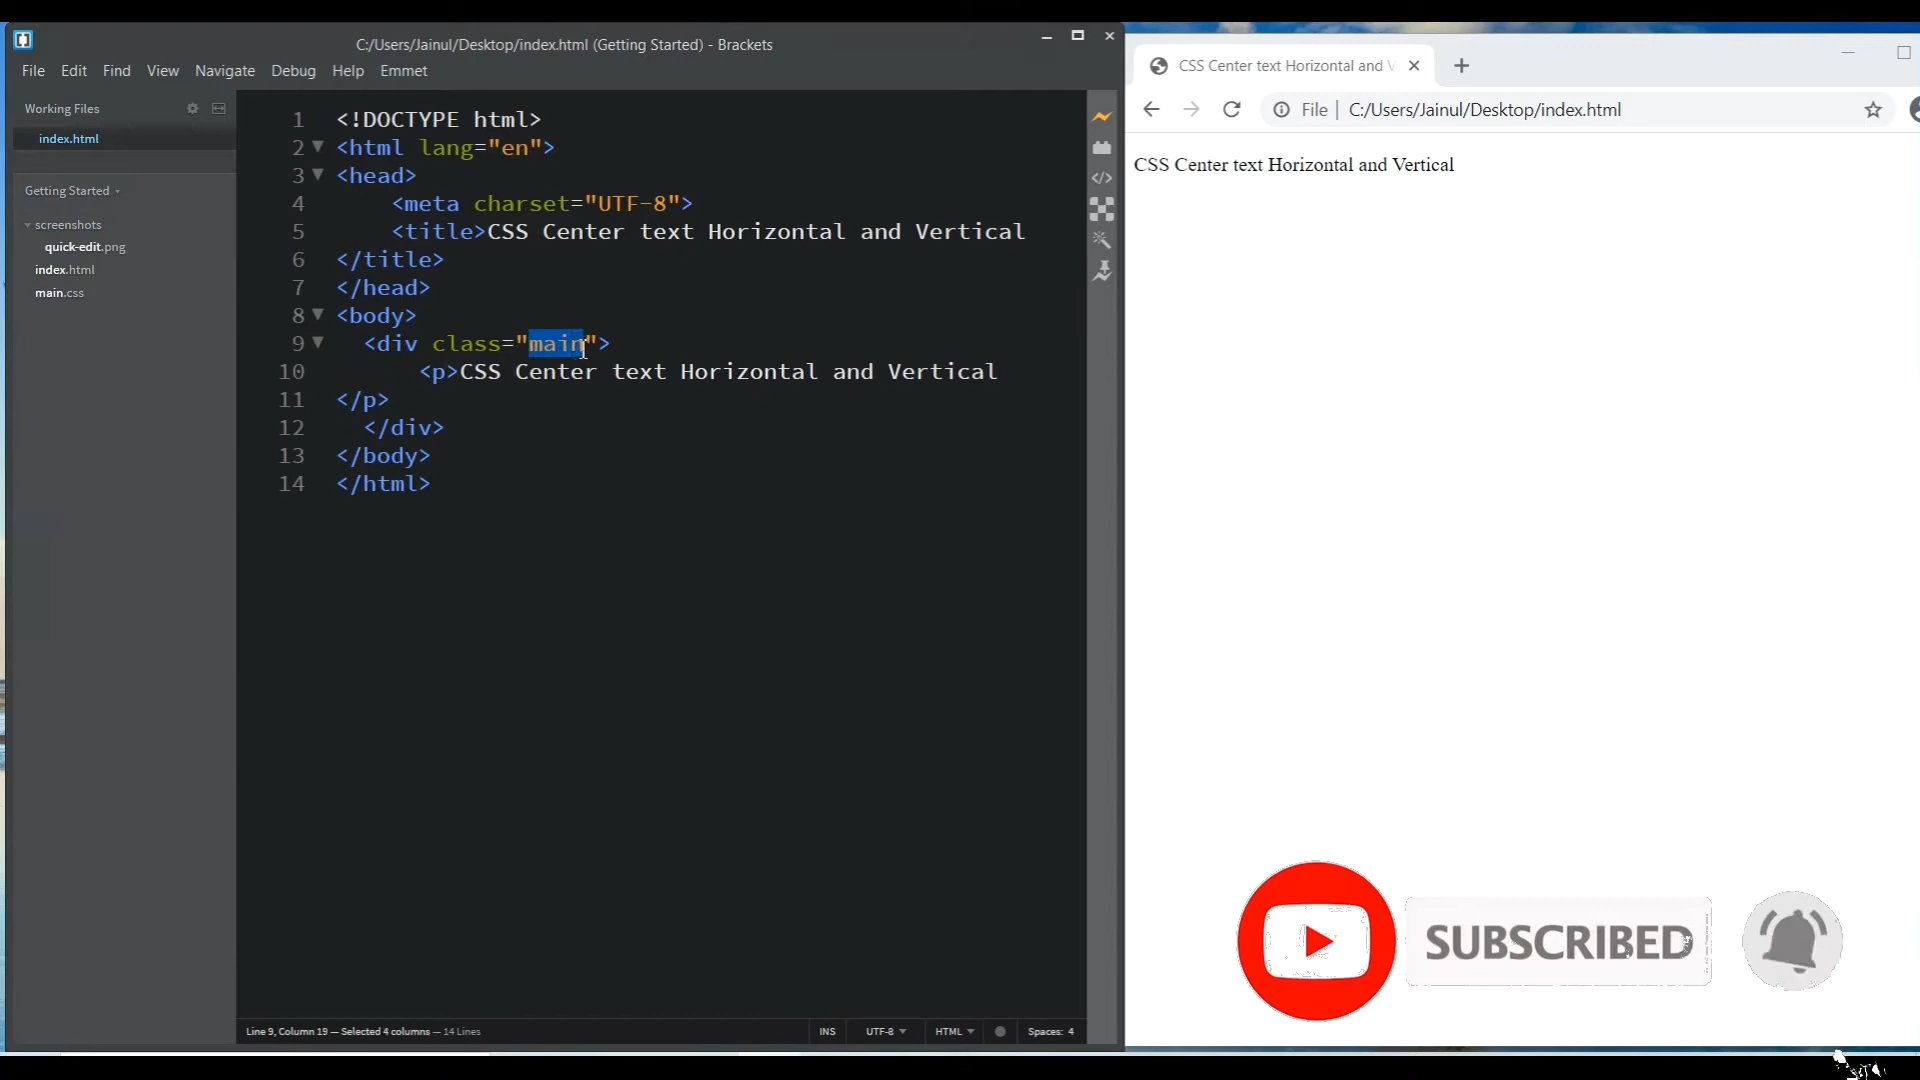 C:/Users/Jainul/Desktop/index.html (Getting Started) - Brackets
File Edit Find View Navigate Debug Help Emmet
Working Files
index.html
Getting Started
screenshots
quick-edit.png
index.html
main.css
1 <!DOCTYPE html>
2 <html lang="en">
3 <head>
4 <meta charset="UTF-8">
5 <title>CSS Center text Horizontal and Vertical
6 </title>
7 </head>
8 <body>
9 <div class="main">
10 <p>CSS Center text Horizontal and Vertical
11 </p>
12 </div>
13 </body>
14 </html>
Line 9, Column 19 — Selected 4 columns — 14 Lines
INS UTF-8 HTML Spaces: 4
CSS Center text Horizontal and V
File | C:/Users/Jainul/Desktop/index.html
CSS Center text Horizontal and Vertical
SUBSCRIBED